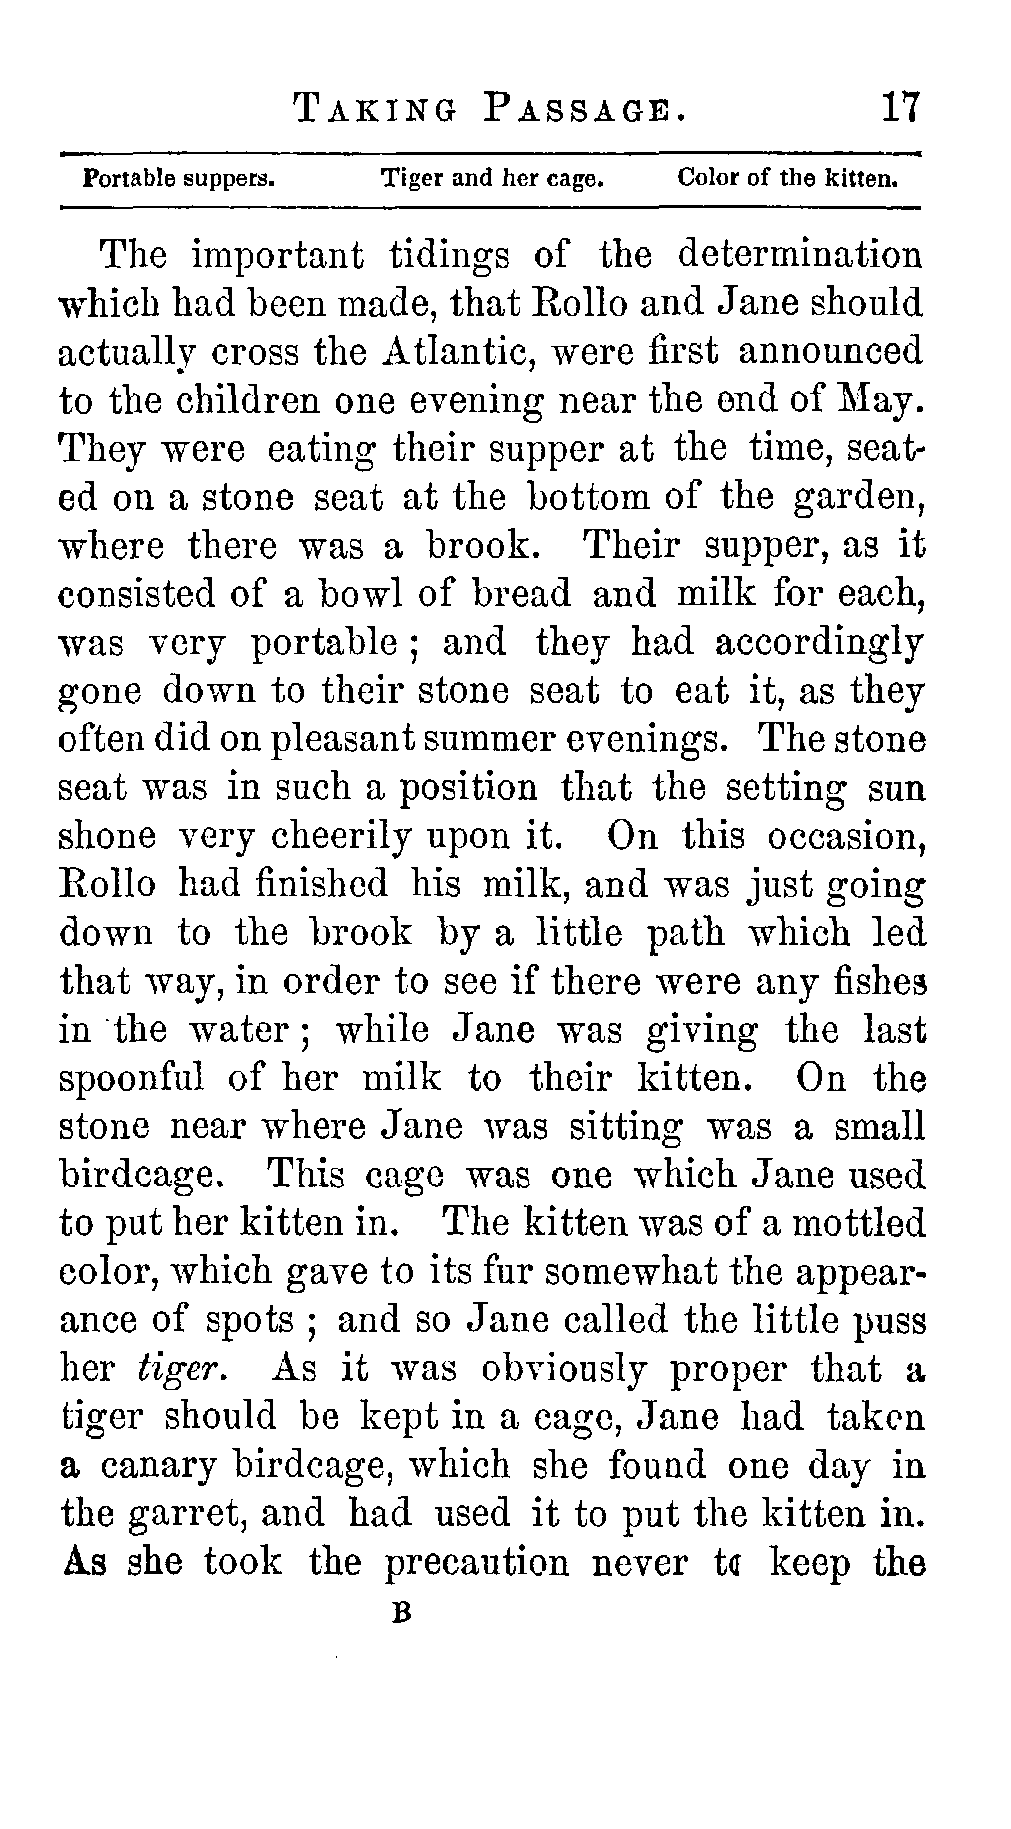 TAKING PASSAGE. 17
Portable suppers. Tiger and her cage. Color of the kitten.
The important tidings of the determination
which had been made, that Rollo and Jane should
actually cross the Atlantic, were first announced
to the children one evening near the end of May.
They were eating their supper at the time, seat-
ed on a stone seat at the bottom of the garden,
where there was a brook. Their supper, as it
consisted of a bowl of bread and milk for each,
was very portable ; and they had accordingly
gone down to their stone seat to eat it, as they
often did on pleasant summer evenings. The stone
seat was in such a position that the setting sun
shone very cheerily upon it. On this occasion,
Rollo had finished his milk, and was just going
down to the brook by a little path which led
that way, in order to see if there were any fishes
in the water ; while Jane was giving the last
spoonful of her milk to their kitten. On the
stone near where Jane was sitting was a small
birdcage. This cage was one which Jane used
to put her kitten in. The kitten was of a mottled
color, which gave to its fur somewhat the appear-
ance of spots ; and so Jane called the little puss
her tiger. As it was obviously proper that a
tiger should be kept in a cage, Jane had taken
a canary birdcage, which she found one day in
the garret, and had used it to put the kitten in.
As she took the precaution never to keep the
B